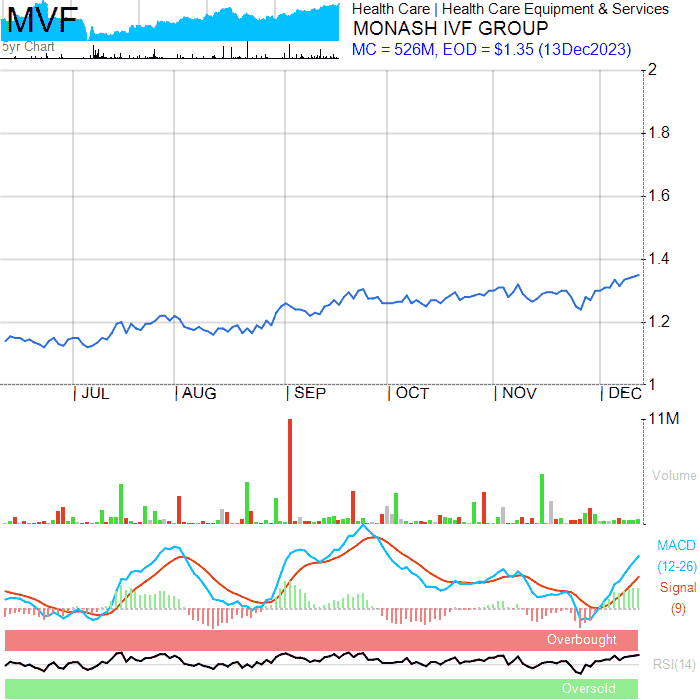 MVF
5yr Chart
Health Care | Health Care Equipment & Services
MONASH IVF GROUP
MC = 526M, EOD = $1.35 (13Dec2023)
2
1.8
1.6
1.4
1.2
1
| JUL | AUG | SEP | OCT | NOV | DEC
11M
Volume
MACD
(12-26)
Signal
(9)
Overbought
RSI(14)
Oversold